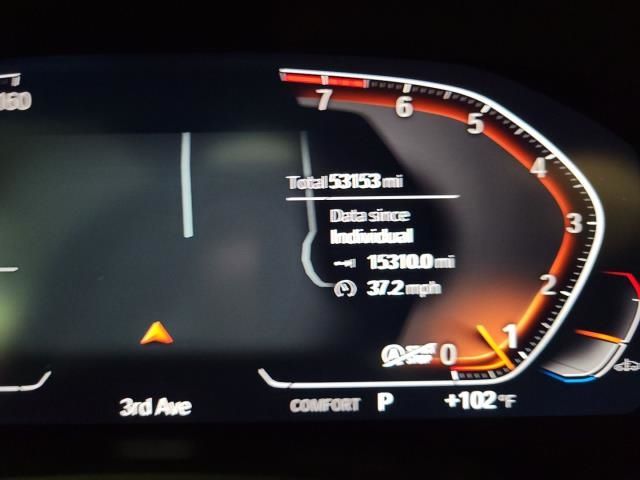 160
7
6
5
4
3
2
1
0
Total 53153 mi
Data since
Individual
15310.0 mi
37.2 mph
3rd Ave
COMFORT P +102 °F